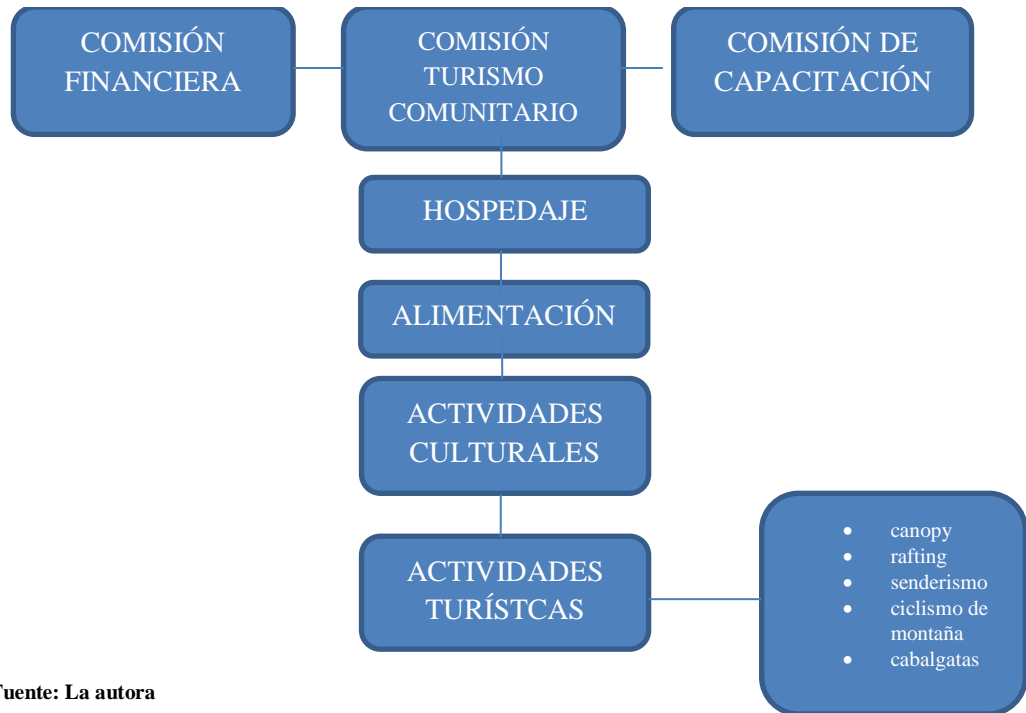 COMISIÓN
FINANCIERA
COMISIÓN
TURISMO
COMUNITARIO
COMISIÓN DE
CAPACITACIÓN
HOSPEDAJE
ALIMENTACIÓN
ACTIVIDADES
CULTURALES
ACTIVIDADES
TURÍSTCAS
• canopy
• rafting
• senderismo
• ciclismo de
montaña
• cabalgatas
Fuente: La autora